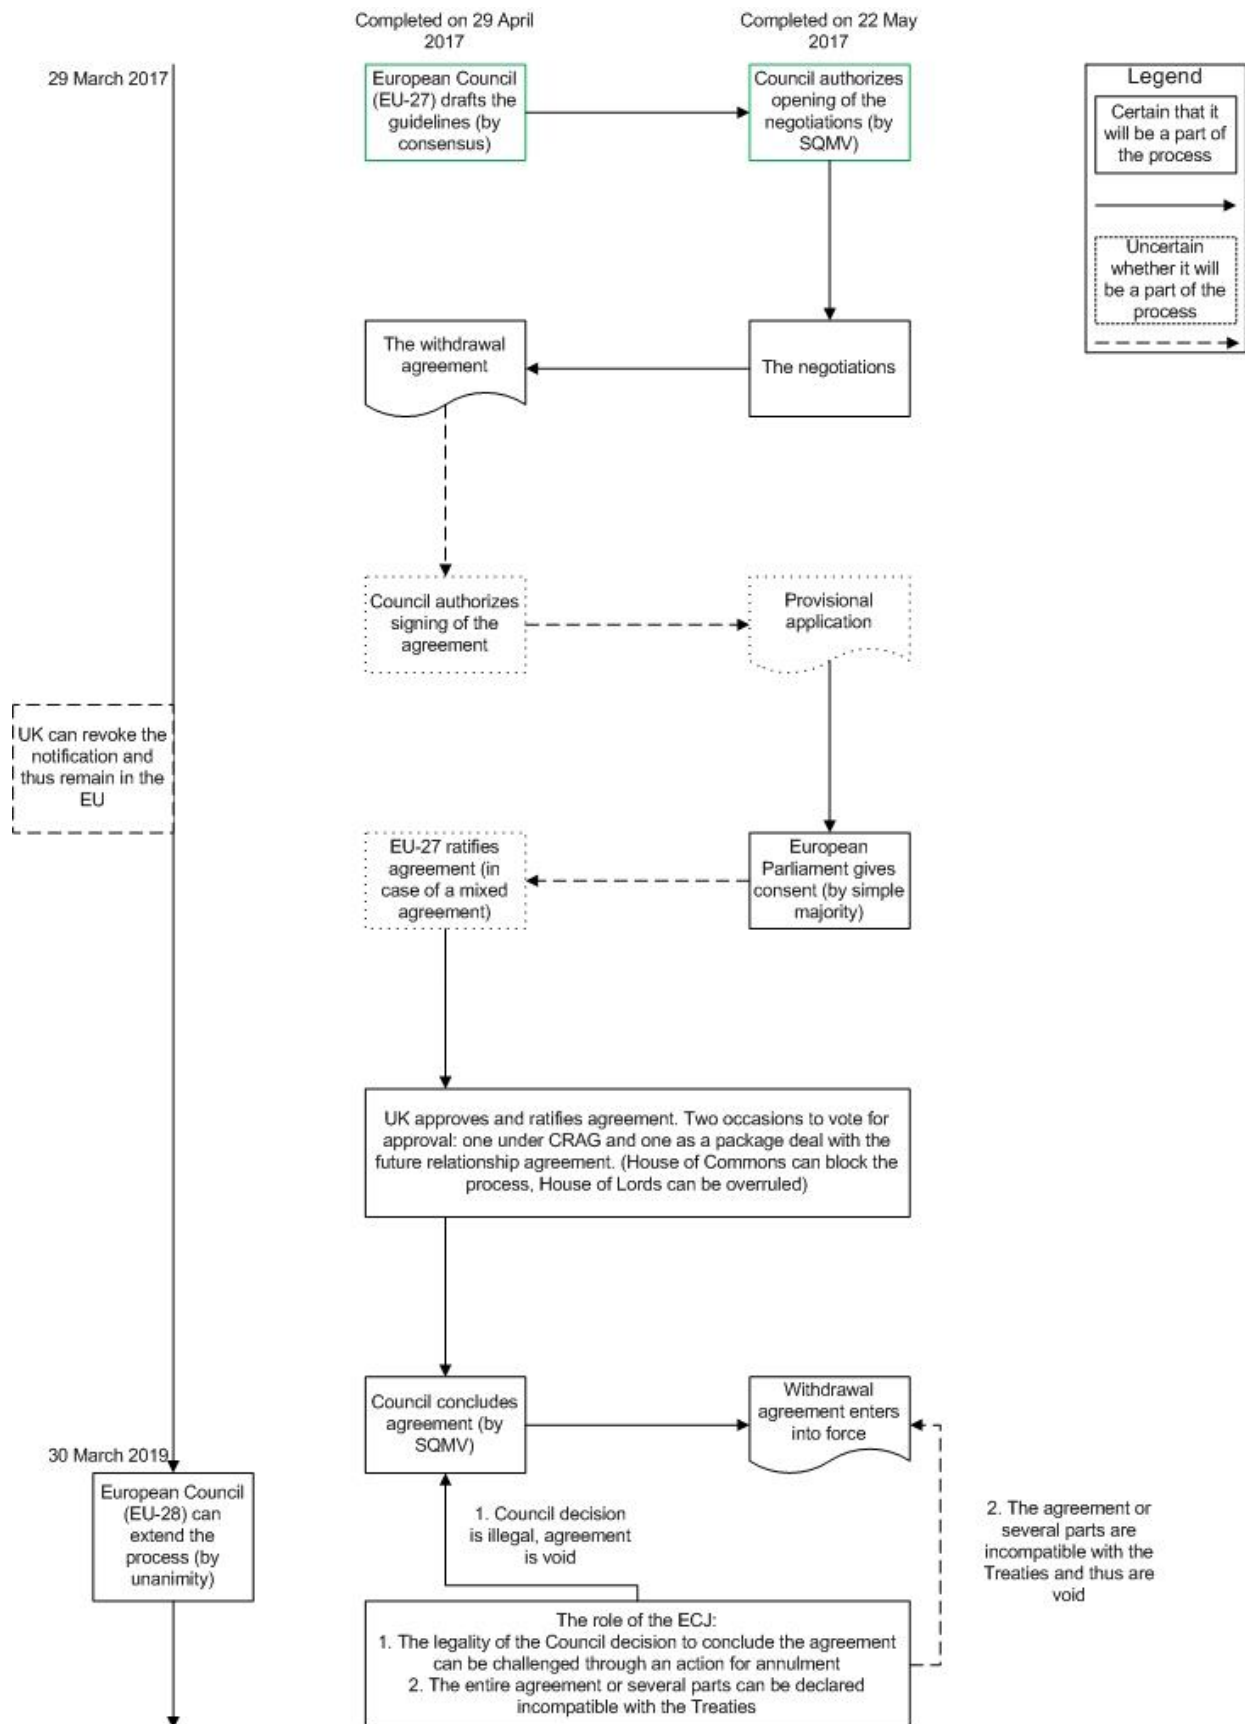 Completed on 29 April
2017
Completed on 22 May
2017
29 March 2017
European Council
(EU-27) drafts the
guidelines (by
consensus)
Council authorizes
opening of the
negotiations (by
SQMV)
Legend
Certain that it
will be a part of
the process
Uncertain
whether it will
be a part of the
process
The withdrawal
agreement
The negotiations
Council authorizes
signing of the
agreement
Provisional
application
UK can revoke the
notification and
thus remain in the
EU
EU-27 ratifies
agreement (in
case of a mixed
agreement)
European
Parliament gives
consent (by simple
majority)
UK approves and ratifies agreement. Two occasions to vote for
approval: one under CRAG and one as a package deal with the
future relationship agreement. (House of Commons can block the
process, House of Lords can be overruled)
Council concludes
agreement (by
SQMV)
Withdrawal
agreement enters
into force
30 March 2019
European Council
(EU-28) can
extend the
process (by
unanimity)
1. Council decision
is illegal, agreement
is void
2. The agreement or
several parts are
incompatible with the
Treaties and thus are
void
The role of the ECJ:
1. The legality of the Council decision to conclude the agreement
can be challenged through an action for annulment
2. The entire agreement or several parts can be declared
incompatible with the Treaties